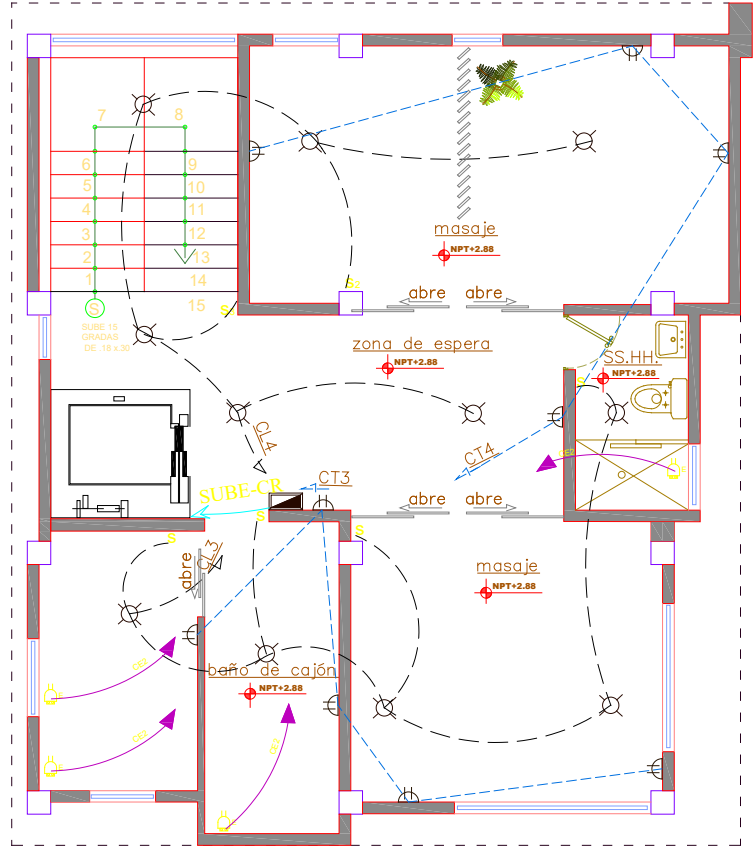 7
8
6
9
5
10
4
11
3
12
2
13
1
14
S
15
SUBE 15
GRADAS
DE .18 x.30
S
S2
masaje
NPT+2.88
abre
abre
zona de espera
NPT+2.88
SS.HH.
NPT+2.88
S
CL4
CT4
CT3
SUBE-CR
abre
abre
S
S
S
abre
CL3
masaje
NPT+2.88
baño de cajón
NPT+2.88